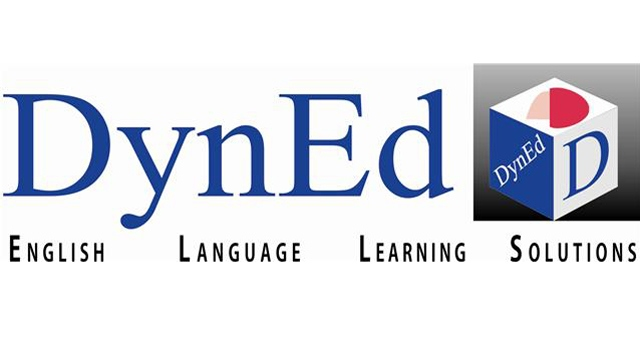 DynEd
DynEd D
ENGLISH LANGUAGE LEARNING SOLUTIONS